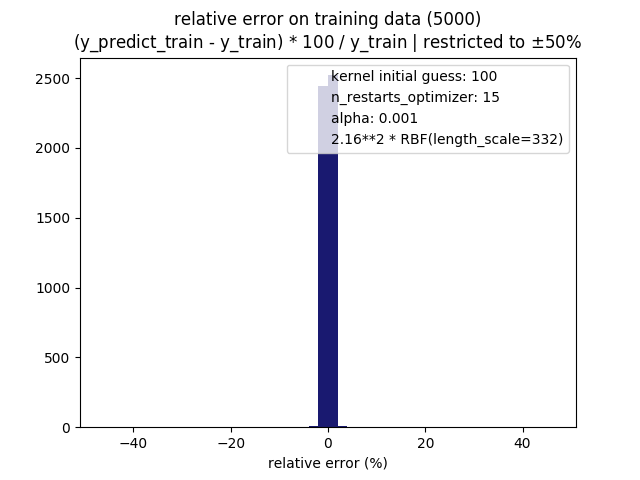 relative error on training data (5000)
(y_predict_train - y_train) * 100 / y_train | restricted to ±50%
kernel initial guess: 100
n_restarts_optimizer: 15
alpha: 0.001
2.16**2 * RBF(length_scale=332)
2500
2000
1500
1000
500
0
−40
−20
0
20
40
relative error (%)